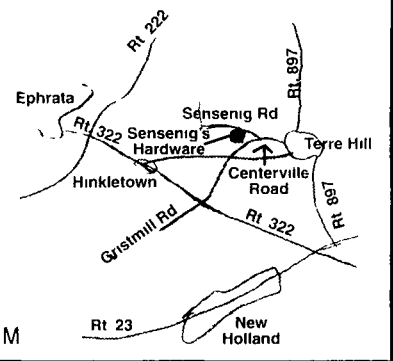 Rt 222
Rt. 897
Ephrata
Sensenig Rd
Rt 322
Sensenig's
Hardware
Terre Hill
Hinkletown
Centerville
Road
Rt 897
Gristmill Rd
Rt 322
M
Rt 23
New
Holland